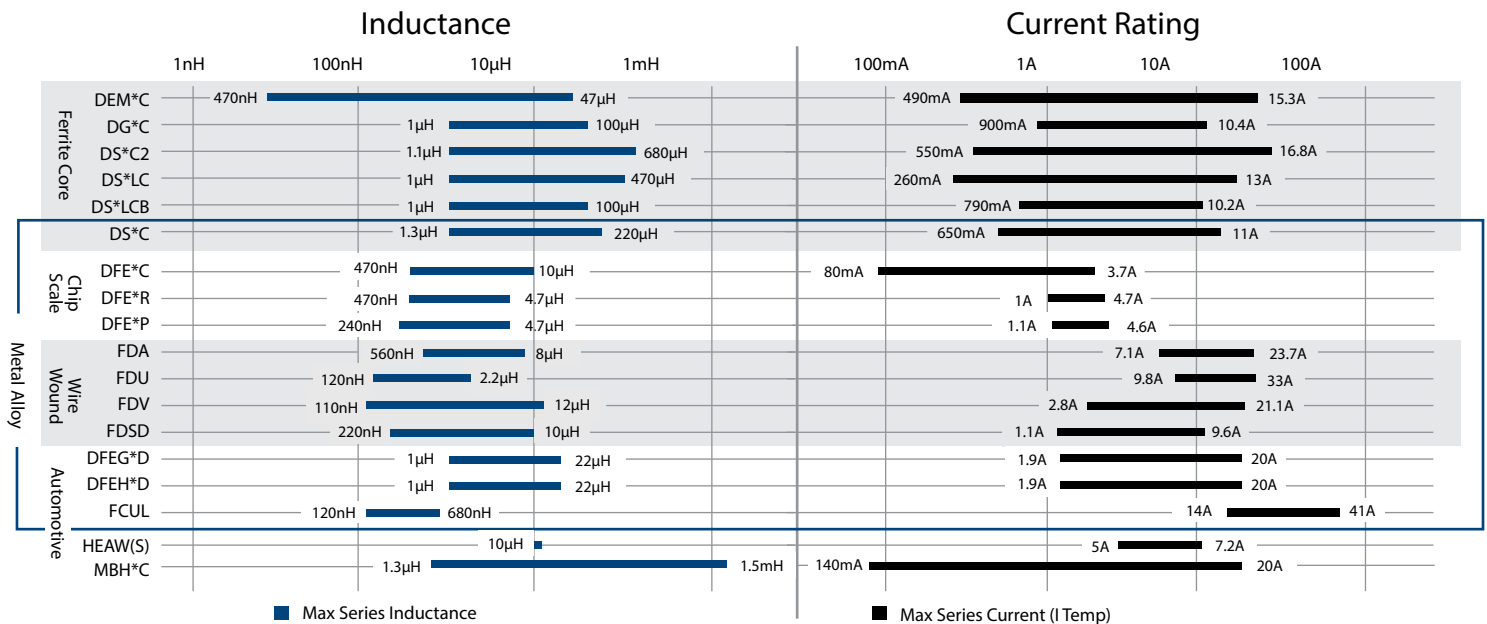 Inductance Current Rating
1nH 100nH 10µH 1mH 100mA 1A 10A 100A
Ferrite Core
DEM*C 470nH 47µH 490mA 15.3A
DG*C 1µH 100µH 900mA 10.4A
DS*C2 1.1µH 680µH 550mA 16.8A
DS*LC 1µH 470µH 260mA 13A
DS*LCB 1µH 100µH 790mA 10.2A
DS*C 1.3µH 220µH 650mA 11A
Metal Alloy
Chip
Scale
DFE*C 470nH 10µH 80mA 3.7A
DFE*R 470nH 4.7µH 1A 4.7A
DFE*P 240nH 4.7µH 1.1A 4.6A
Wire
Wound
FDA 560nH 8µH 7.1A 23.7A
FDU 120nH 2.2µH 9.8A 33A
FDV 110nH 12µH 2.8A 21.1A
FDSD 220nH 10µH 1.1A 9.6A
Automotive
DFEG*D 1µH 22µH 1.9A 20A
DFEH*D 1µH 22µH 1.9A 20A
FCUL 120nH 680nH 14A 41A
HEAW(S) 10µH 5A 7.2A
MBH*C 1.3µH 1.5mH 140mA 20A
Max Series Inductance Max Series Current (I Temp)